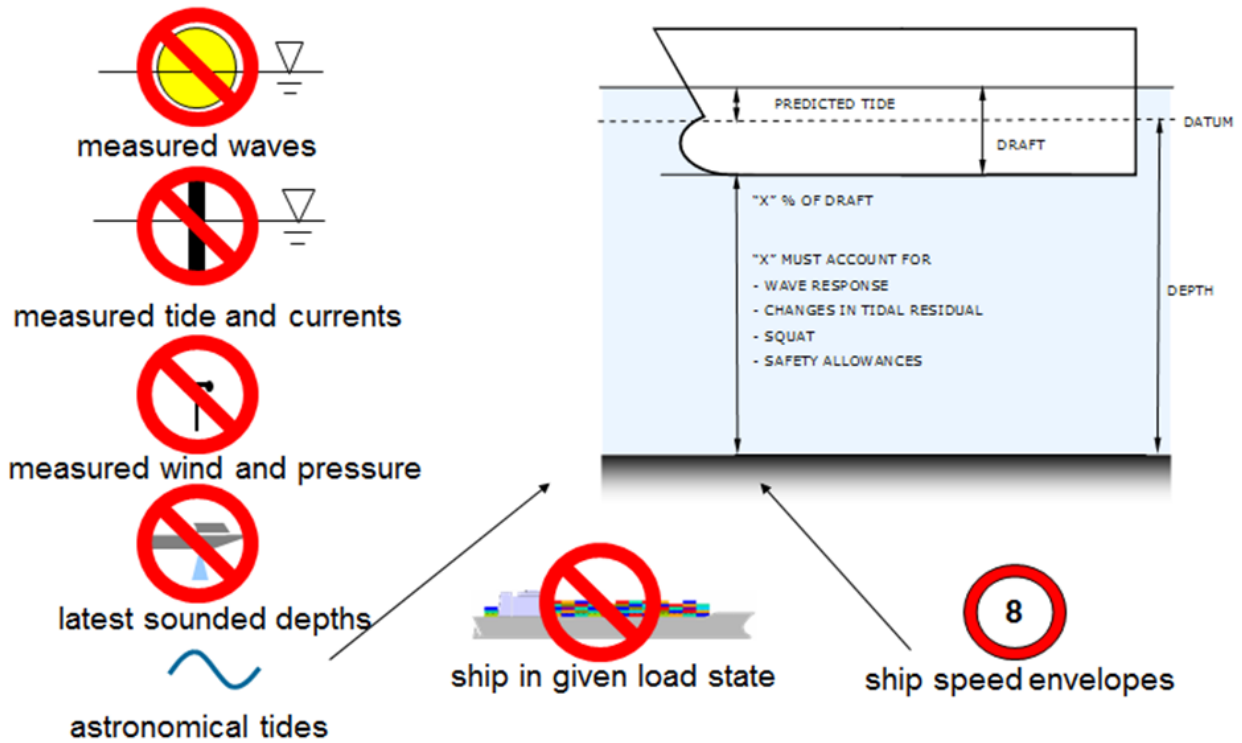 measured waves
measured tide and currents
measured wind and pressure
latest sounded depths
astronomical tides
PREDICTED TIDE
DATUM
DRAFT
"X" % OF DRAFT
"X" MUST ACCOUNT FOR
- WAVE RESPONSE
- CHANGES IN TIDAL RESIDUAL
- SQUAT
- SAFETY ALLOWANCES
DEPTH
ship in given load state
8
ship speed envelopes